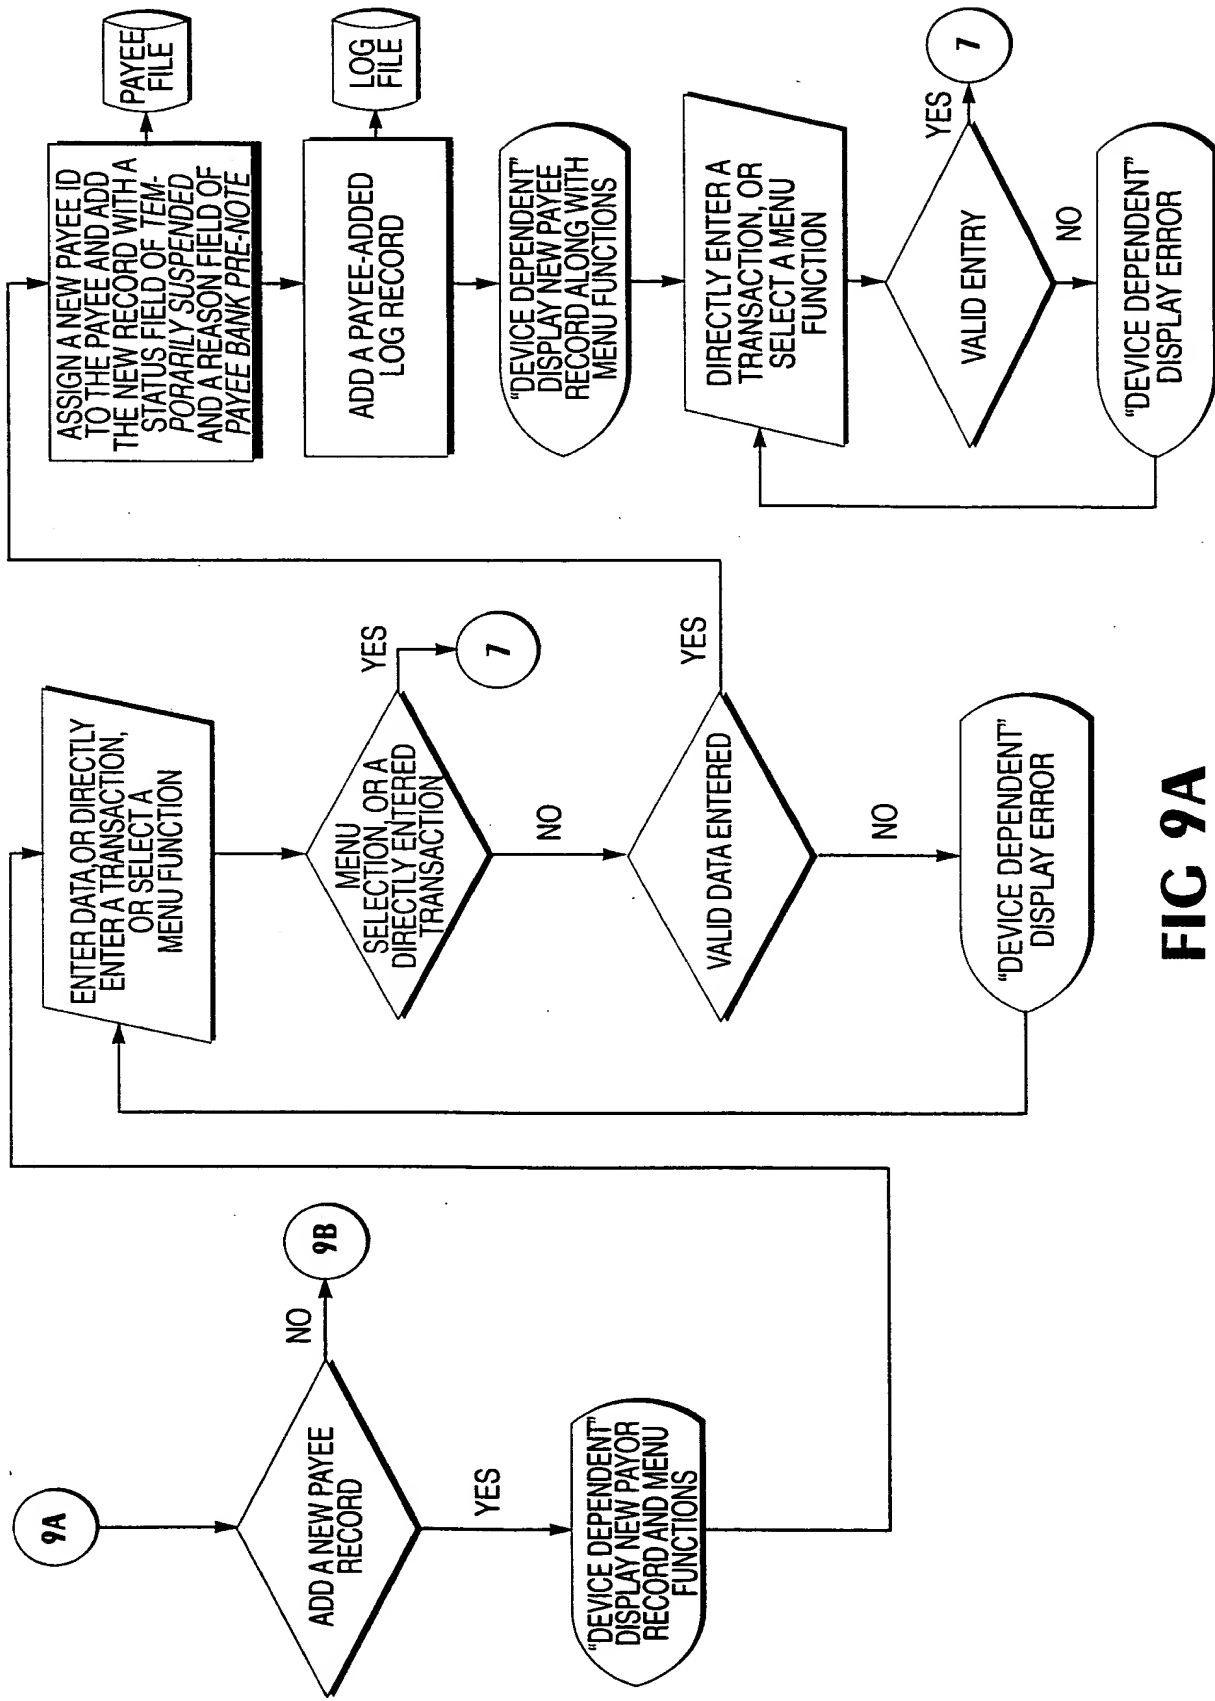 9A
ADD A NEW PAYEE
RECORD
NO
9B
YES
"DEVICE DEPENDENT"
DISPLAY NEW PAYOR
RECORD AND MENU
FUNCTIONS
ENTER DATA, OR DIRECTLY
ENTER A TRANSACTION,
OR SELECT A
MENU FUNCTION
MENU
SELECTION, OR A
DIRECTLY ENTERED
TRANSACTION
YES
7
NO
VALID DATA ENTERED
YES
NO
"DEVICE DEPENDENT"
DISPLAY ERROR
ASSIGN A NEW PAYEE ID
TO THE PAYEE AND ADD
THE NEW RECORD WITH A
STATUS FIELD OF TEM-
PORARILY SUSPENDED
AND A REASON FIELD OF
PAYEE BANK PRE-NOTE
PAYEE
FILE
ADD A PAYEE-ADDED
LOG RECORD
LOG
FILE
"DEVICE DEPENDENT"
DISPLAY NEW PAYEE
RECORD ALONG WITH
MENU FUNCTIONS
DIRECTLY ENTER A
TRANSACTION, OR
SELECT A MENU
FUNCTION
VALID ENTRY
YES
7
NO
"DEVICE DEPENDENT"
DISPLAY ERROR
FIG 9A